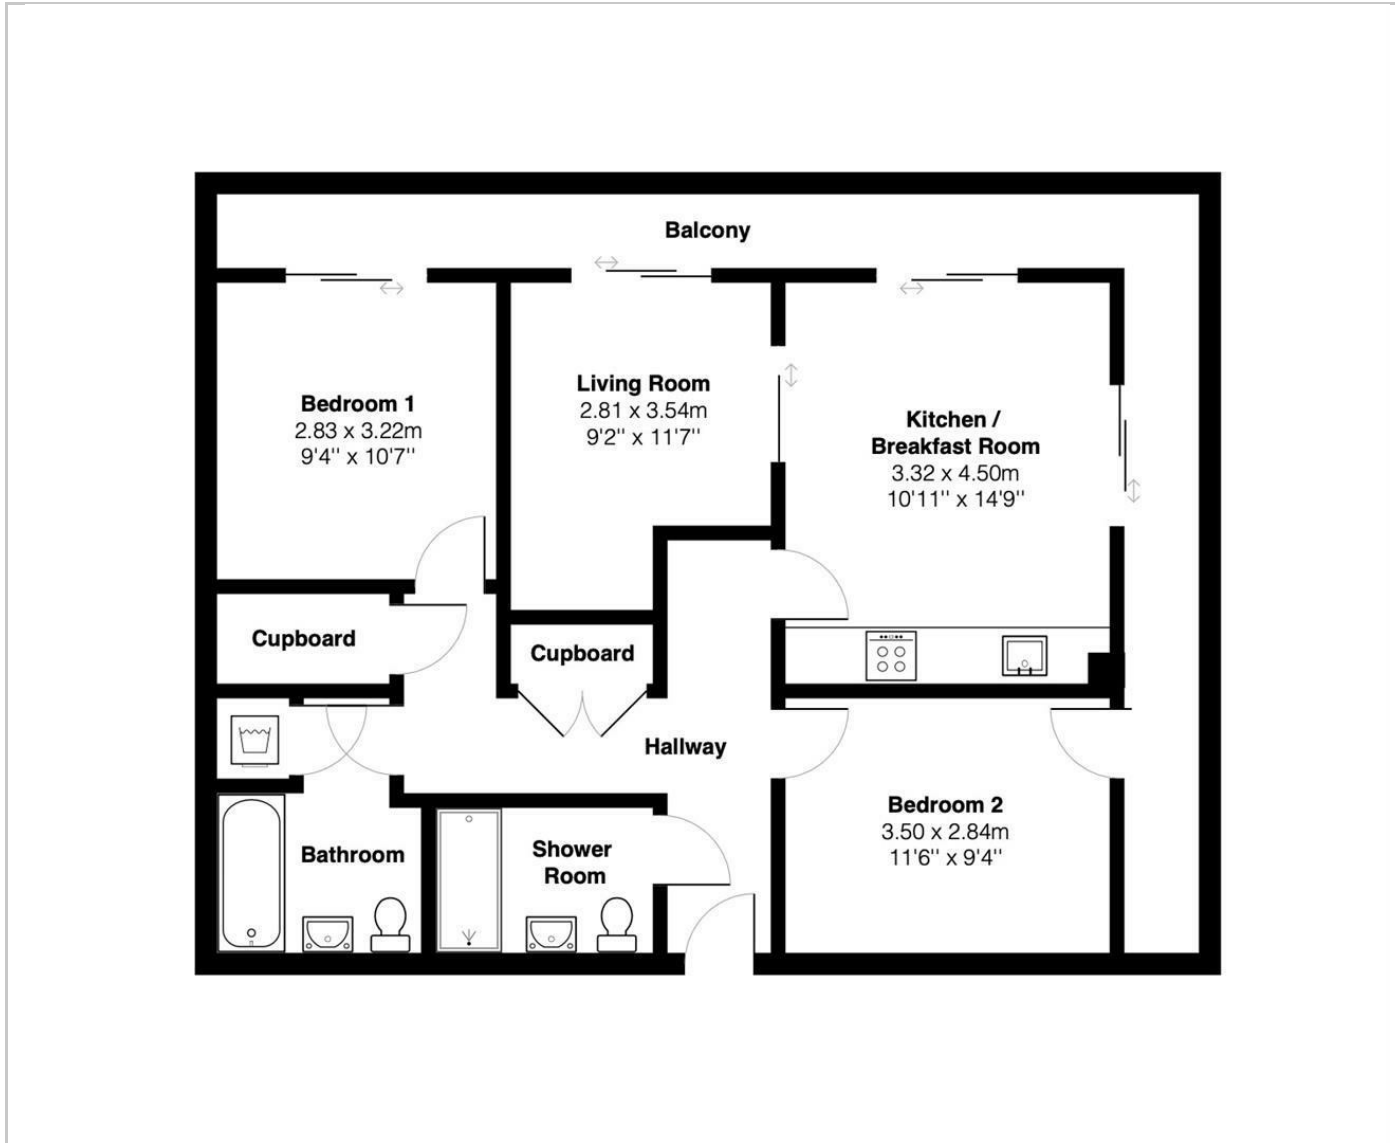 Balcony
Bedroom 1
2.83 x 3.22m
9'4'' x 10'7''
Living Room
2.81 x 3.54m
9'2'' x 11'7''
Kitchen /
Breakfast Room
3.32 x 4.50m
10'11'' x 14'9''
Cupboard
Cupboard
Hallway
Bedroom 2
3.50 x 2.84m
11'6'' x 9'4''
Bathroom
Shower
Room